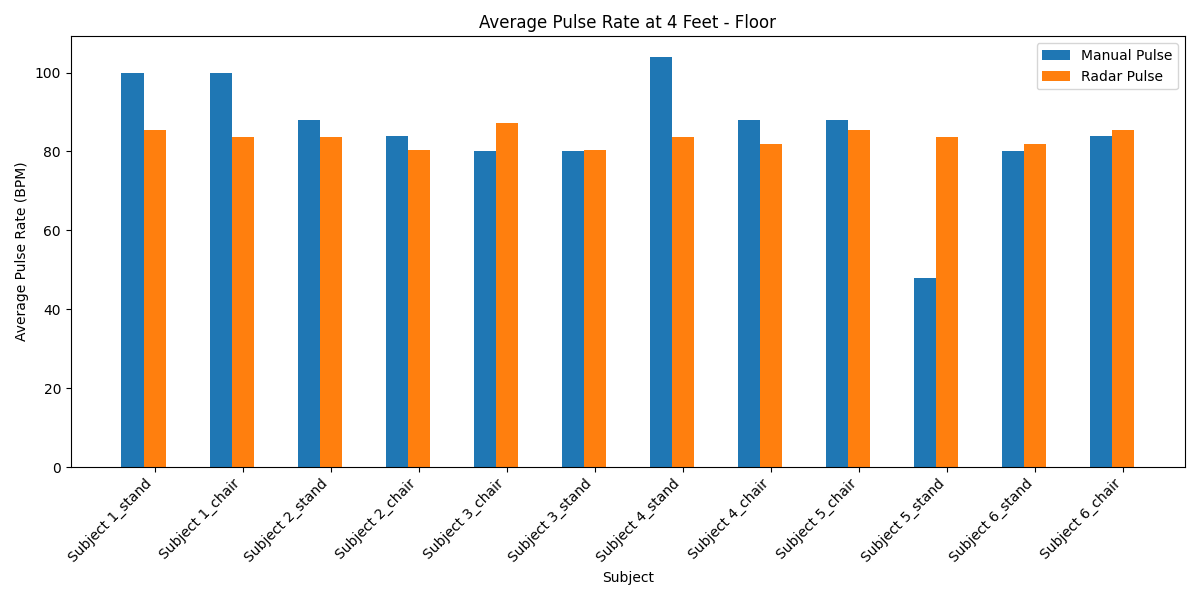 Average Pulse Rate at 4 Feet - Floor
Manual Pulse
Radar Pulse
Average Pulse Rate (BPM)
100
80
60
40
20
0
Subject 1_stand
Subject 1_chair
Subject 2_stand
Subject 2_chair
Subject 3_chair
Subject 3_stand
Subject 4_stand
Subject 4_chair
Subject 5_chair
Subject 5_stand
Subject 6_stand
Subject 6_chair
Subject